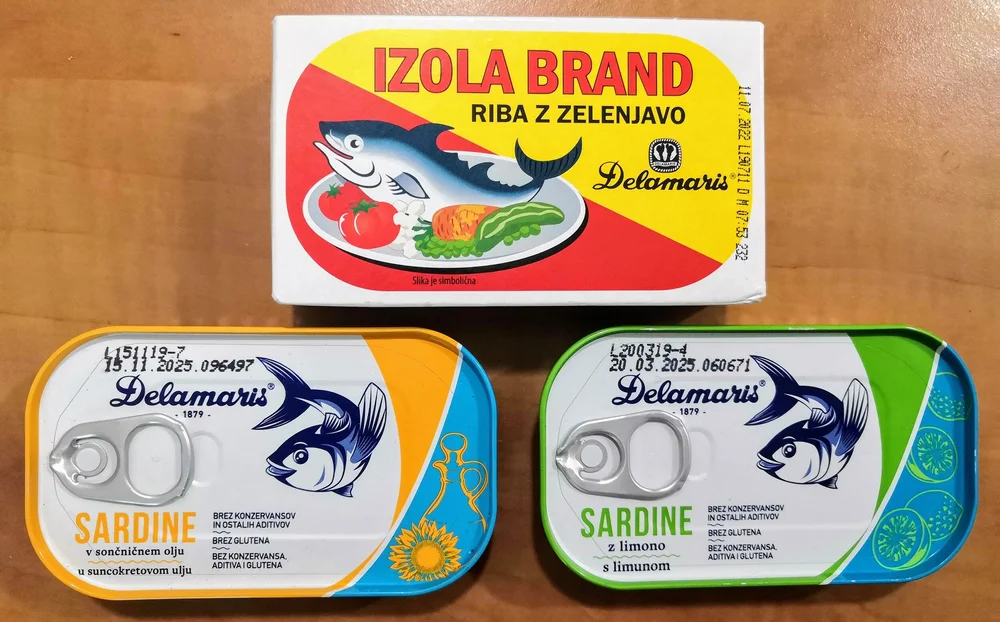 IZOLA BRAND
RIBA Z ZELENJAVO
Delamaris®
Slika je simbolična
11.07.2022 L190711 D M 07:53 232
L151119-7
15.11.2025.096497
Delamaris®
- 1879 -
SARDINE
v sončničnem olju
u suncokretovom ulju
BREZ KONZERVANSOV
IN OSTALIH ADITIVOV
BREZ GLUTENA
BEZ KONZERVANSA,
ADITIVA I GLUTENA
L200319-4
20.03.2025.060671
Delamaris®
- 1879 -
SARDINE
z limono
s limunom
BREZ KONZERVANSOV
IN OSTALIH ADITIVOV
BREZ GLUTENA
BEZ KONZERVANSA,
ADITIVA I GLUTENA